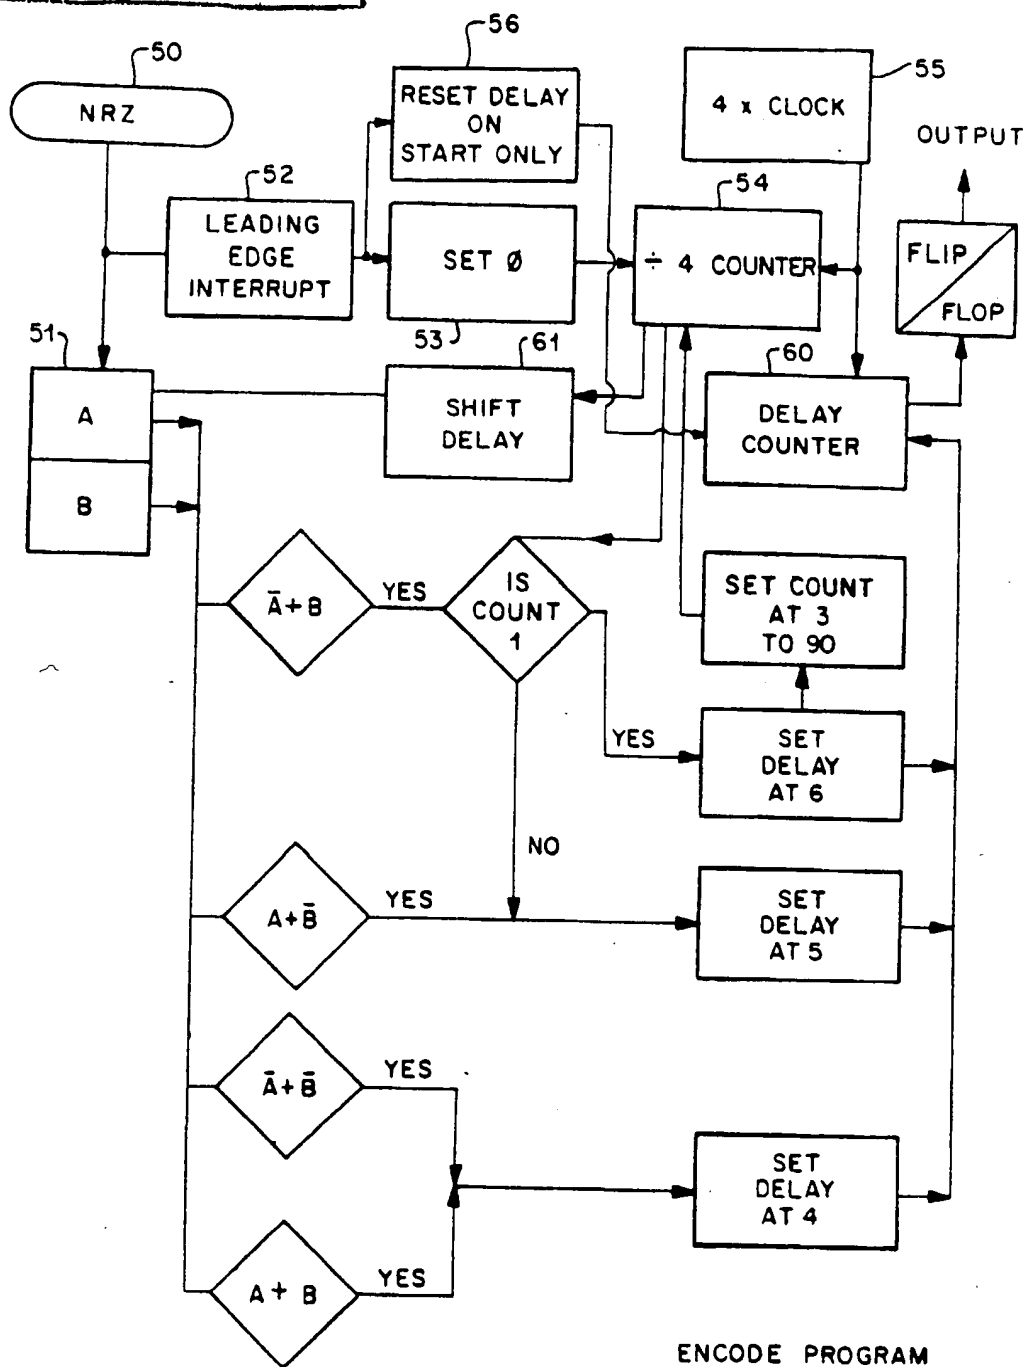 50
NRZ
56
RESET DELAY
ON
START ONLY
55
4 x CLOCK
OUTPUT
52
LEADING
EDGE
INTERRUPT
SET Ø
53
54
÷ 4 COUNTER
FLIP
FLOP
51
A
B
61
SHIFT
DELAY
60
DELAY
COUNTER
Ā+B
YES
IS
COUNT
1
SET COUNT
AT 3
TO 90
YES
SET
DELAY
AT 6
NO
A+B̄
YES
SET
DELAY
AT 5
Ā+B̄
YES
SET
DELAY
AT 4
A + B
YES
ENCODE PROGRAM